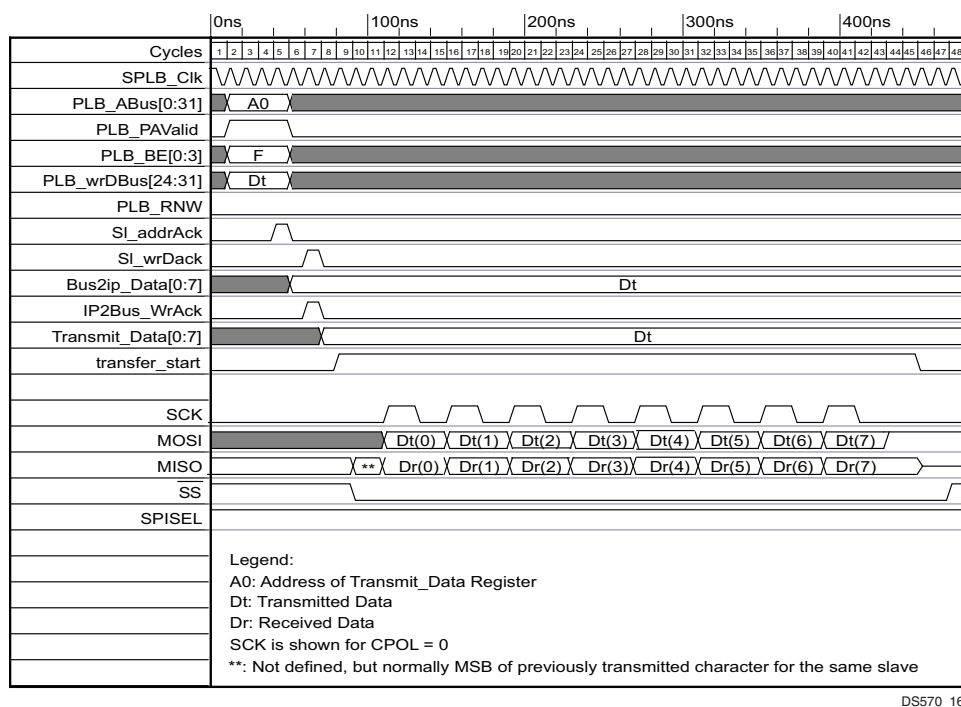 0ns 100ns 200ns 300ns 400ns
Cycles 1 2 3 4 5 6 7 8 9 10 11 12 13 14 15 16 17 18 19 20 21 22 23 24 25 26 27 28 29 30 31 32 33 34 35 36 37 38 39 40 41 42 43 44 45 46 47 48
SPLB_Clk
PLB_ABus[0:31] A0
PLB_PAValid
PLB_BE[0:3] F
PLB_wrDBus[24:31] Dt
PLB_RNW
Sl_addrAck
Sl_wrDack
Bus2ip_Data[0:7] Dt
IP2Bus_WrAck
Transmit_Data[0:7] Dt
transfer_start
SCK
MOSI Dt(0) Dt(1) Dt(2) Dt(3) Dt(4) Dt(5) Dt(6) Dt(7)
MISO ** Dr(0) Dr(1) Dr(2) Dr(3) Dr(4) Dr(5) Dr(6) Dr(7)
SS
SPISEL
Legend:
A0: Address of Transmit_Data Register
Dt: Transmitted Data
Dr: Received Data
SCK is shown for CPOL = 0
**: Not defined, but normally MSB of previously transmitted character for the same slave
DS570_16